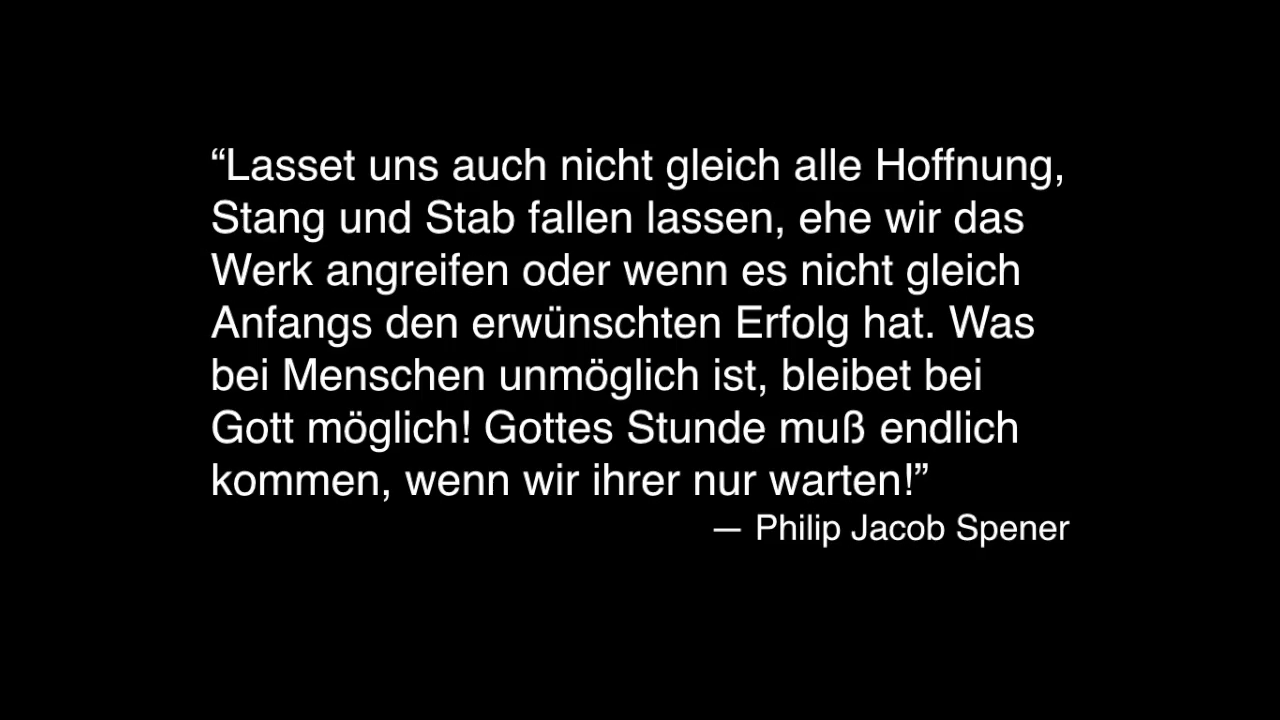 “Lasset uns auch nicht gleich alle Hoffnung,
Stang und Stab fallen lassen, ehe wir das
Werk angreifen oder wenn es nicht gleich
Anfangs den erwünschten Erfolg hat. Was
bei Menschen unmöglich ist, bleibet bei
Gott möglich! Gottes Stunde muß endlich
kommen, wenn wir ihrer nur warten!”
— Philip Jacob Spener